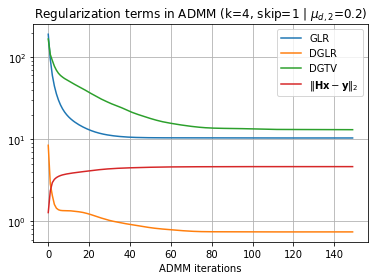 Regularization terms in ADMM (k=4, skip=1 | μ_{d,2}=0.2)
GLR
DGLR
DGTV
‖Hx − y‖₂
10²
10¹
10⁰
0 20 40 60 80 100 120 140
ADMM iterations